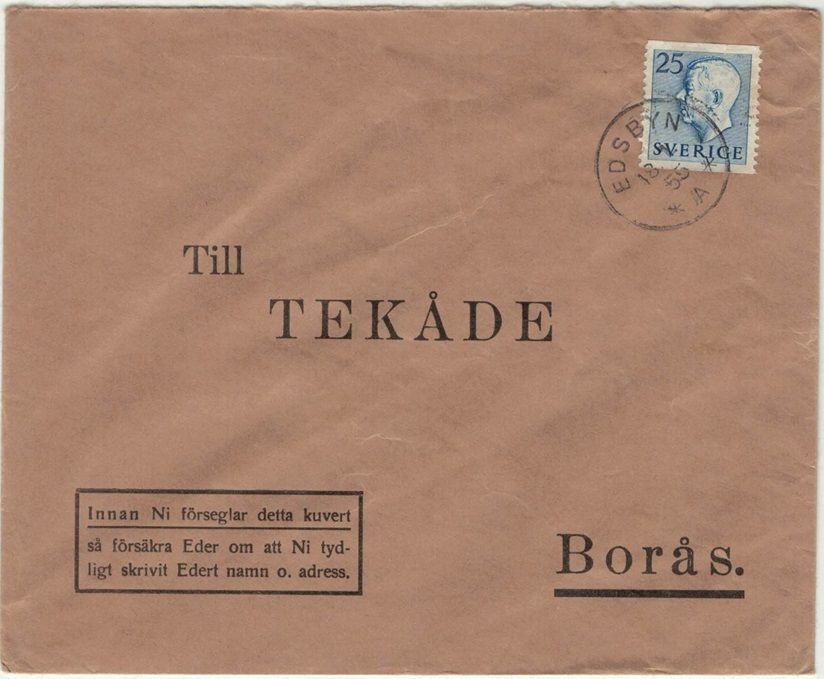 25
SVERIGE
EDSBYN
55
* A *
Till
TEKÅDE
Innan Ni förseglar detta kuvert
så försäkra Eder om att Ni tyd-
ligt skrivit Edert namn o. adress.
Borås.